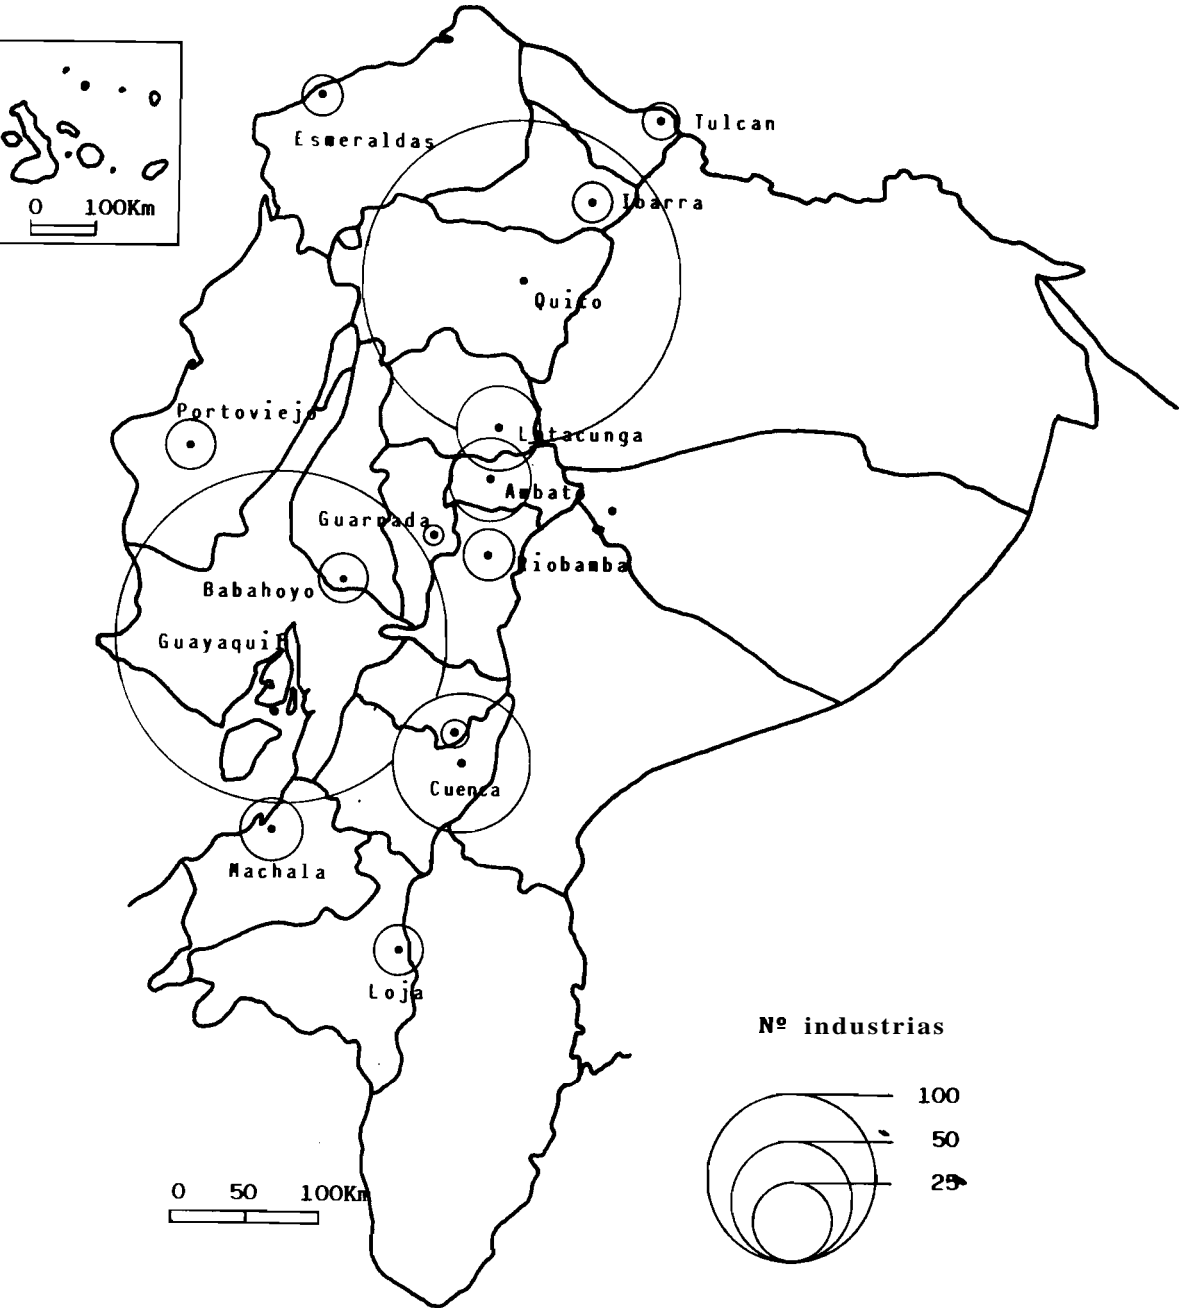 Tulcan
Esmeraldas
Ibarra
0 100Km
Quito
Portoviejo
Latacunga
Ambato
Guaranda
Riobamba
Babahoyo
Guayaquil
Cuenca
Machala
Loja
Nº industrias
100
50
25
0 50 100Km